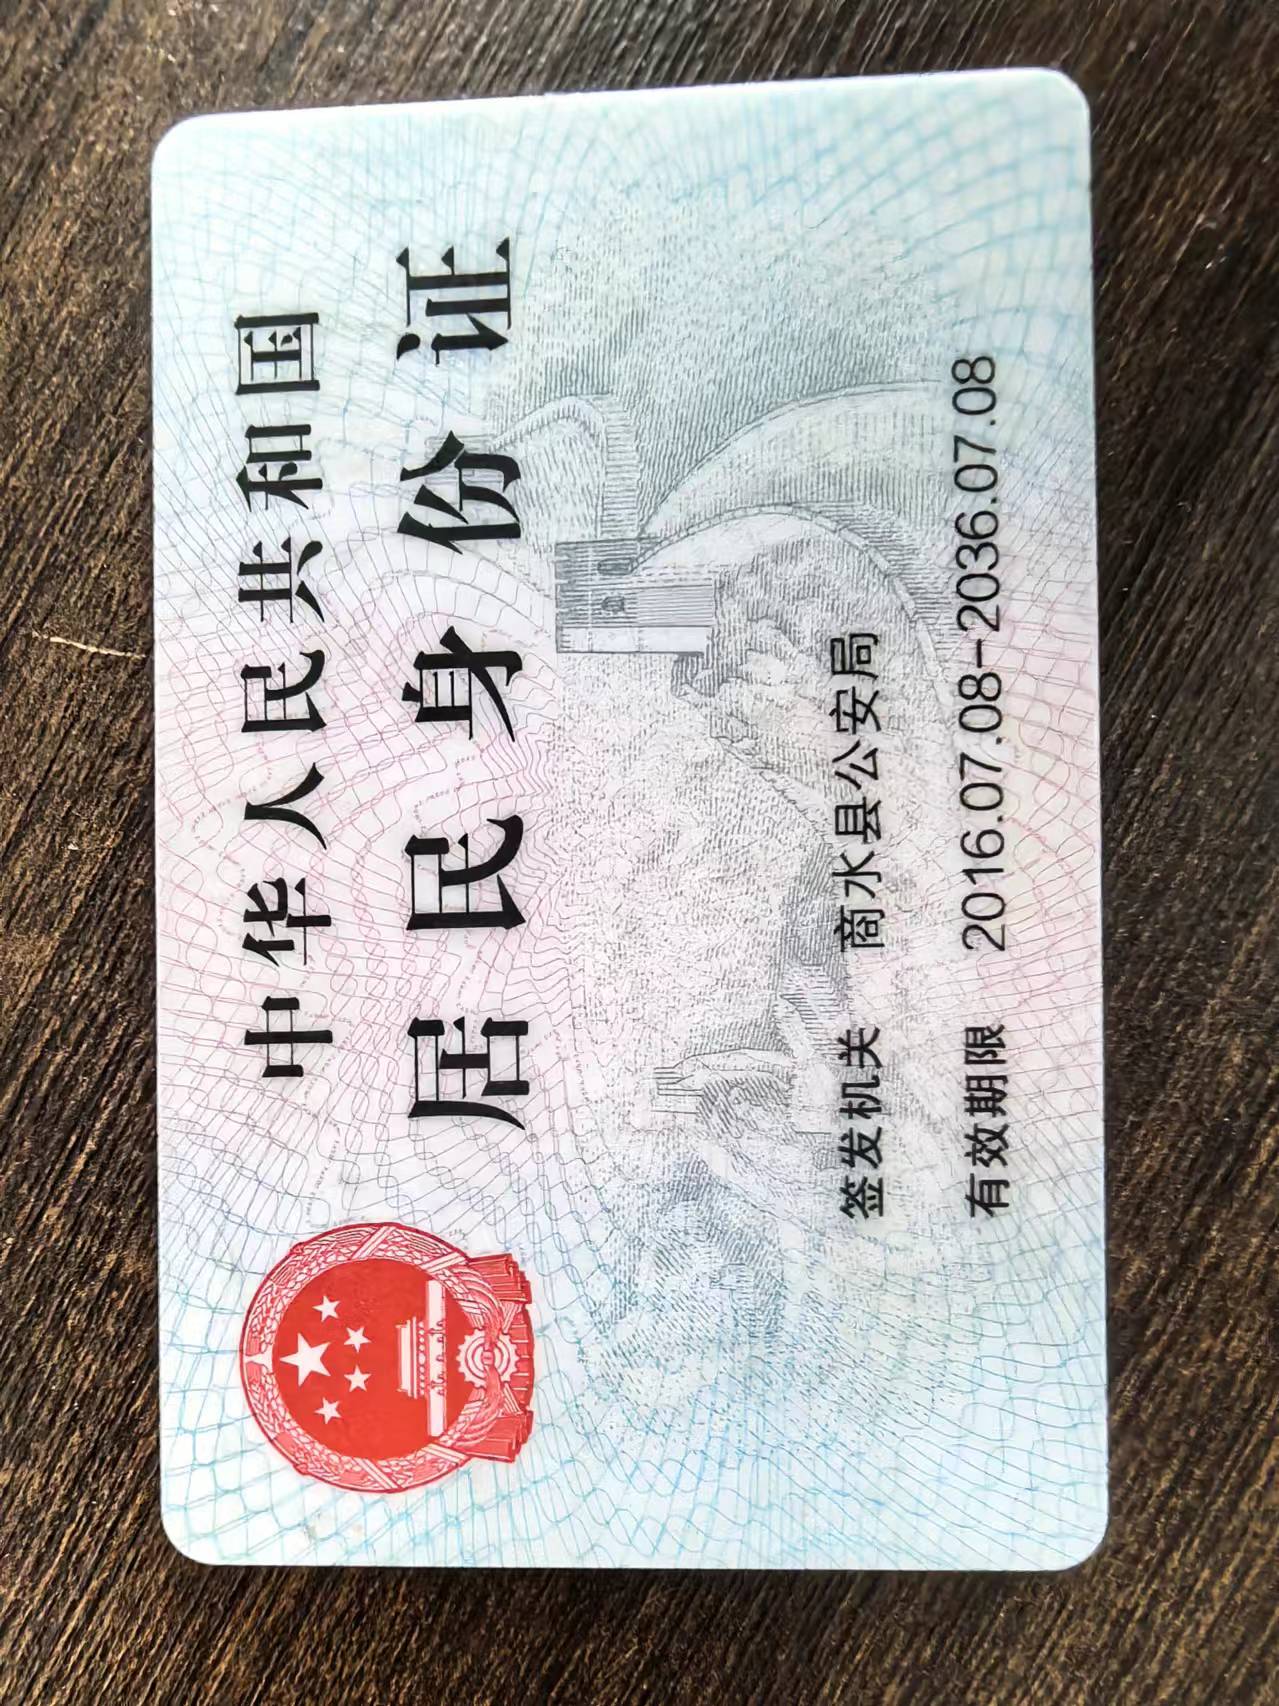 中华人民共和国
居民身份证
签发机关 商水县公安局
有效期限 2016.07.08-2036.07.08